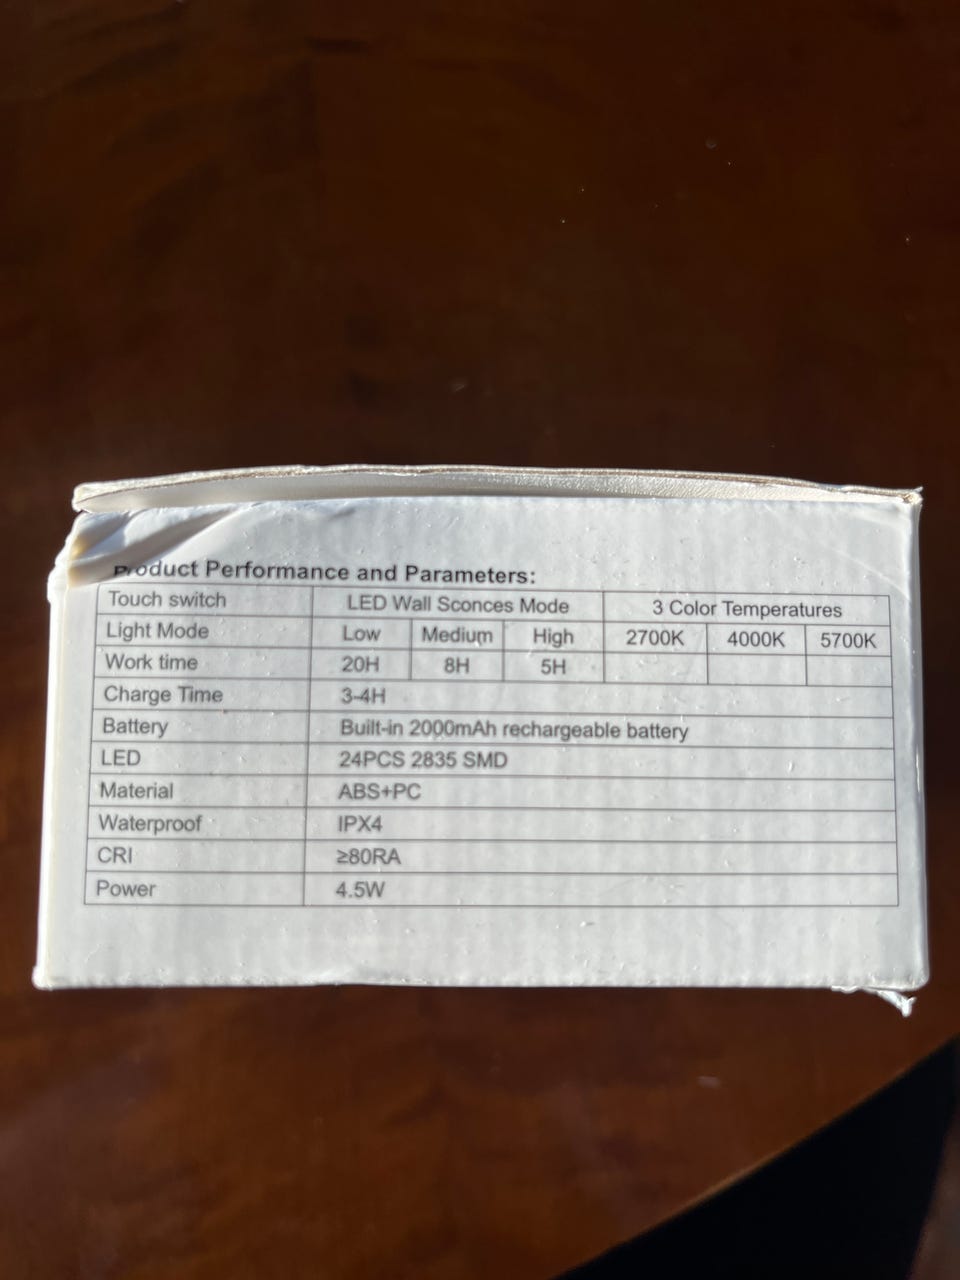 Product Performance and Parameters:
Touch switch LED Wall Sconces Mode 3 Color Temperatures
Light Mode Low Medium High 2700K 4000K 5700K
Work time 20H 8H 5H
Charge Time 3-4H
Battery Built-in 2000mAh rechargeable battery
LED 24PCS 2835 SMD
Material ABS+PC
Waterproof IPX4
CRI ≥80RA
Power 4.5W